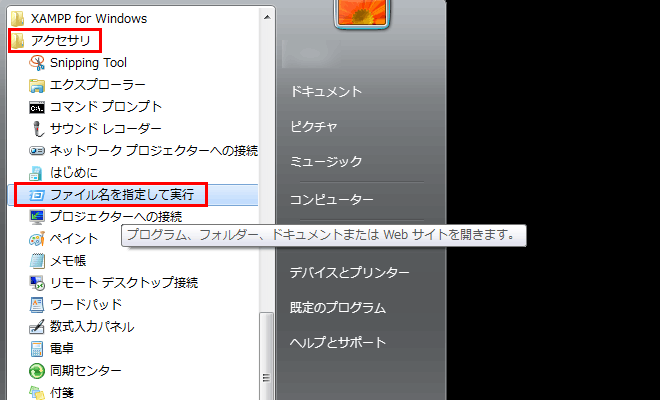 XAMPP for Windows
アクセサリ
Snipping Tool
エクスプローラー
コマンド プロンプト
サウンド レコーダー
ネットワーク プロジェクターへの接続
はじめに
ファイル名を指定して実行
プロジェクターへの接続
ペイント
メモ帳
リモート デスクトップ接続
ワードパッド
数式入力パネル
電卓
同期センター
付箋
ドキュメント
ピクチャ
ミュージック
コンピューター
プログラム、フォルダー、ドキュメントまたは Web サイトを開きます。
デバイスとプリンター
既定のプログラム
ヘルプとサポート